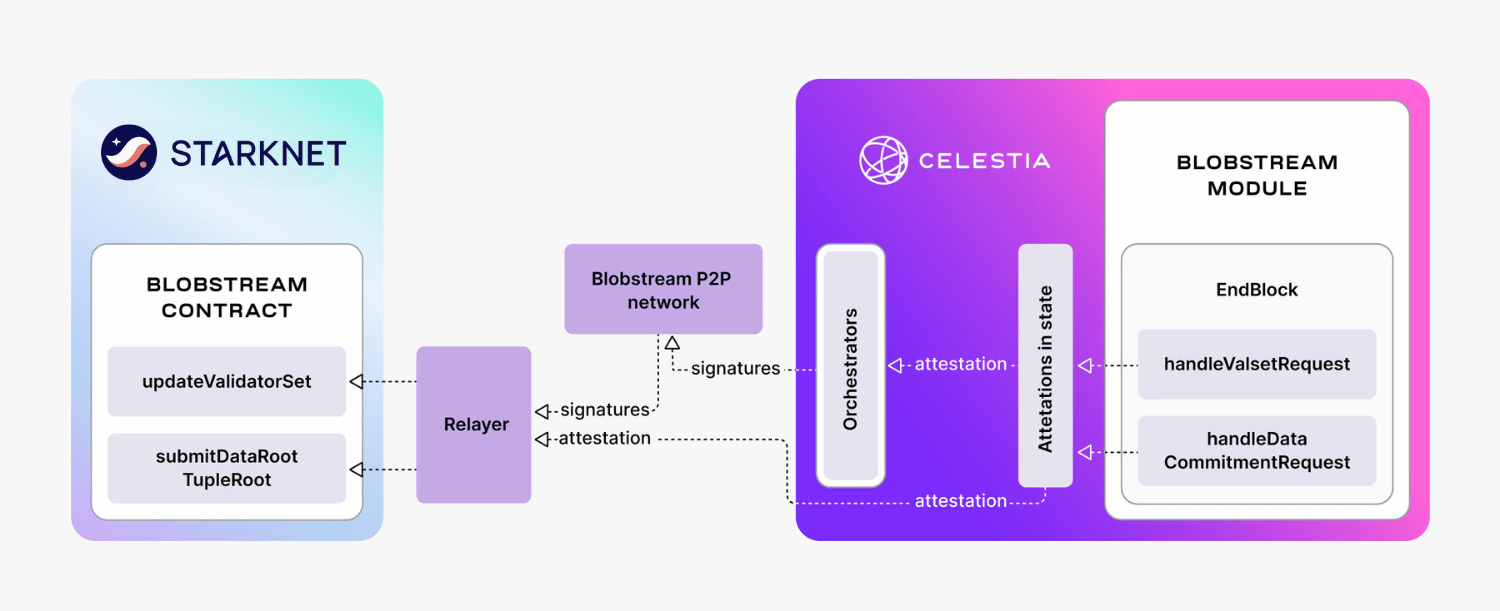 STARKNET
BLOBSTREAM
CONTRACT
updateValidatorSet
submitDataRoot
TupleRoot
Relayer
Blobstream P2P
network
signatures
signatures
attestation
CELESTIA
Orchestrators
attestation
attestation
Attetations in state
BLOBSTREAM
MODULE
EndBlock
handleValsetRequest
handleData
CommitmentRequest